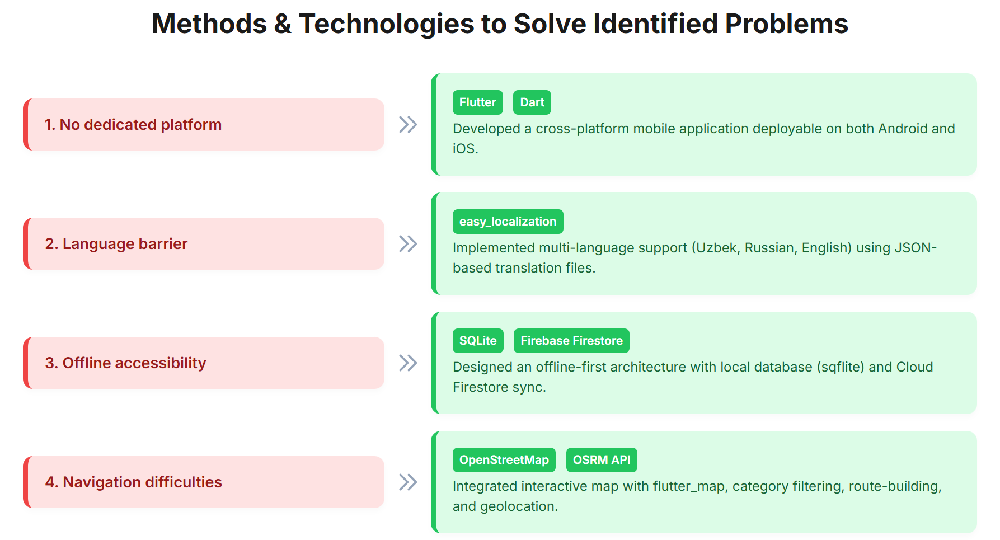 Methods & Technologies to Solve Identified Problems
1. No dedicated platform
Flutter Dart
Developed a cross-platform mobile application deployable on both Android and
iOS.
2. Language barrier
easy_localization
Implemented multi-language support (Uzbek, Russian, English) using JSON-
based translation files.
3. Offline accessibility
SQLite Firebase Firestore
Designed an offline-first architecture with local database (sqflite) and Cloud
Firestore sync.
4. Navigation difficulties
OpenStreetMap OSRM API
Integrated interactive map with flutter_map, category filtering, route-building,
and geolocation.